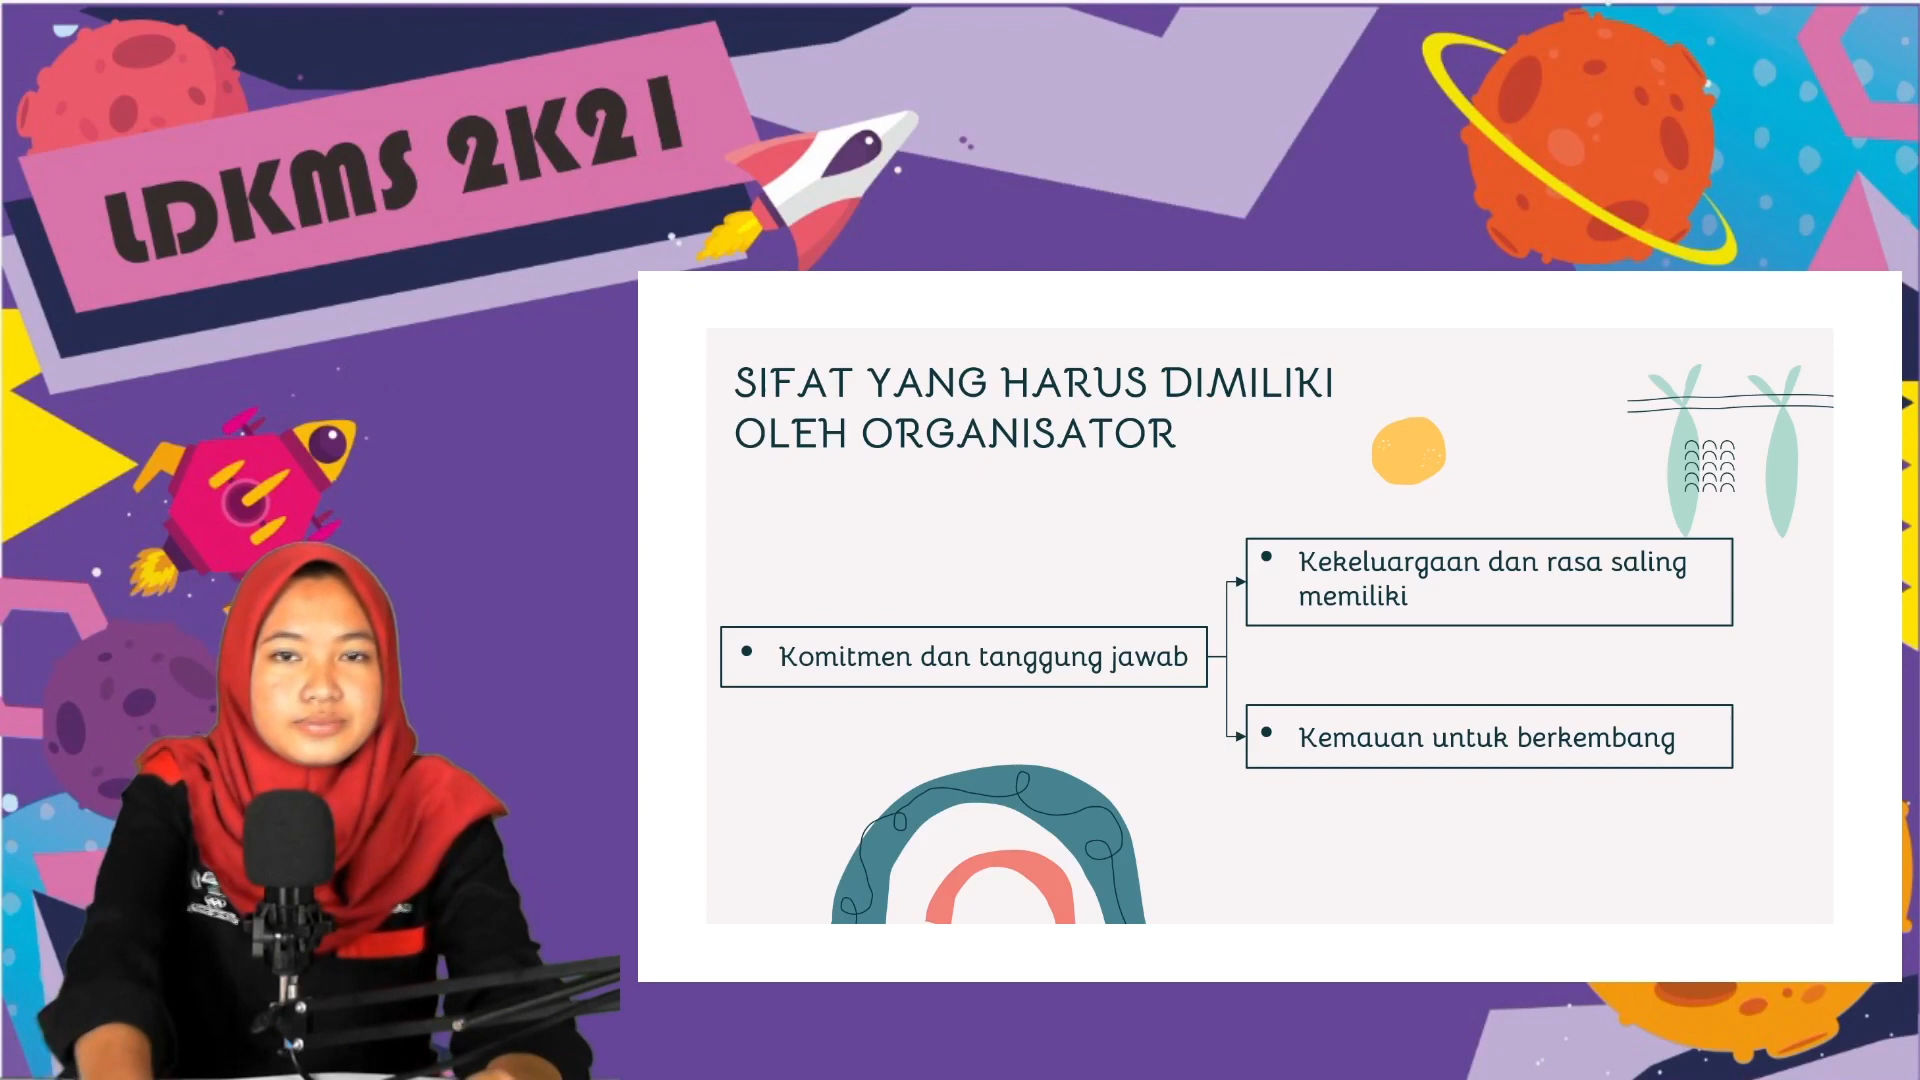 LDKMS 2K21
SIFAT YANG HARUS DIMILIKI
OLEH ORGANISATOR
• Kekeluargaan dan rasa saling
memiliki
• Komitmen dan tanggung jawab
• Kemauan untuk berkembang